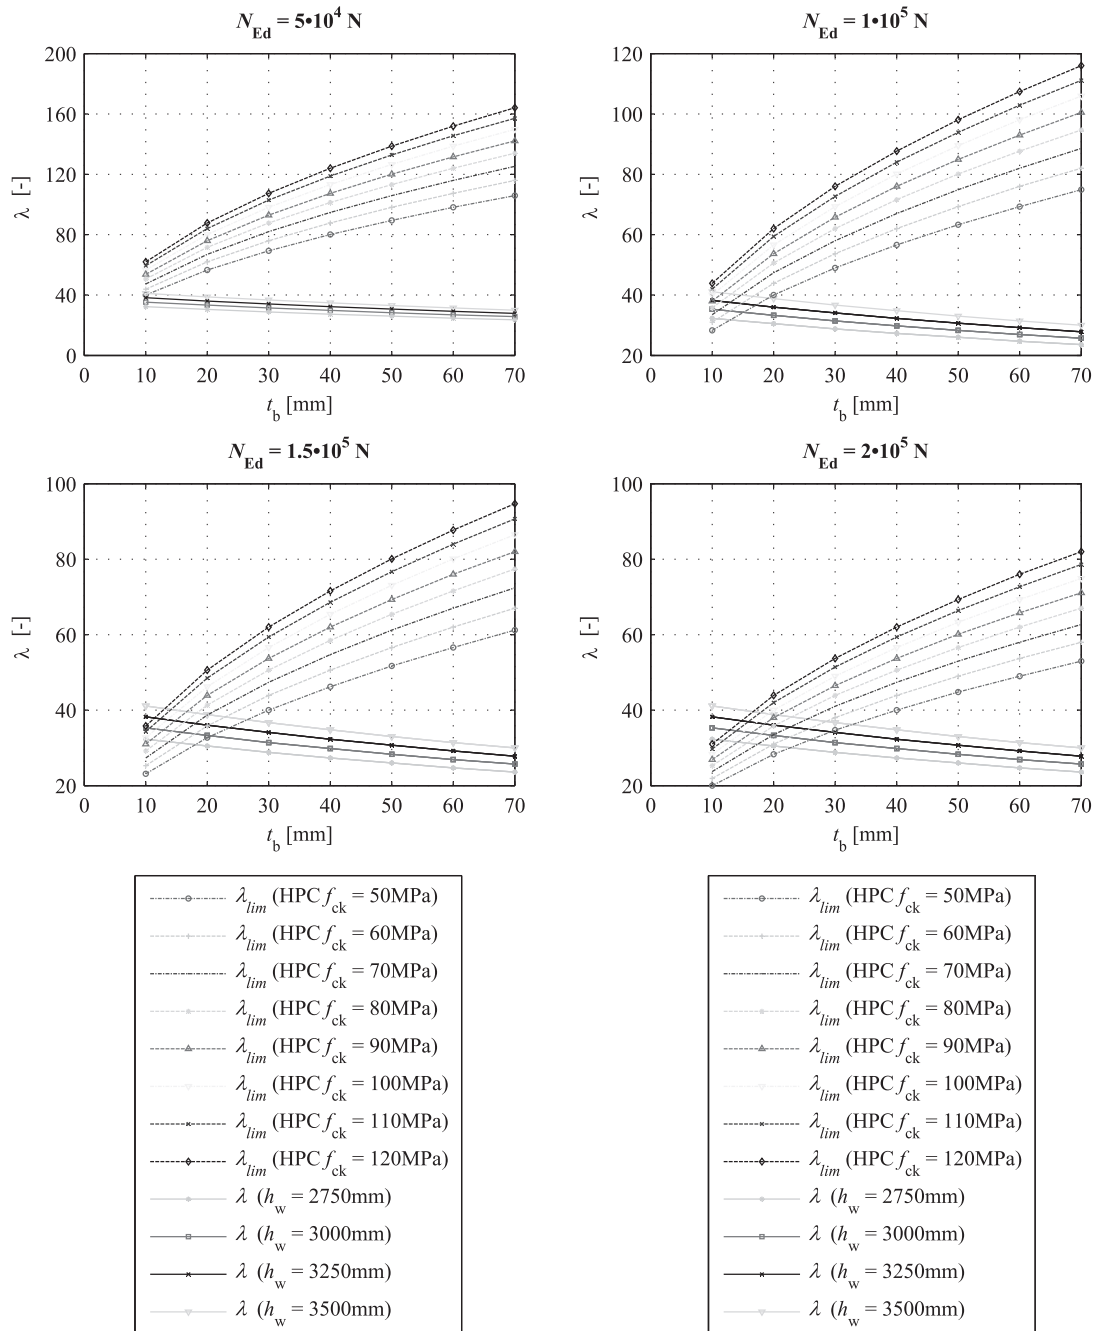 N_Ed = 5•10^4 N
200
160
120
80
40
0
λ [-]
0 10 20 30 40 50 60 70
t_b [mm]
N_Ed = 1•10^5 N
120
100
80
60
40
20
λ [-]
0 10 20 30 40 50 60 70
t_b [mm]
N_Ed = 1.5•10^5 N
100
80
60
40
20
λ [-]
0 10 20 30 40 50 60 70
t_b [mm]
N_Ed = 2•10^5 N
100
80
60
40
20
λ [-]
0 10 20 30 40 50 60 70
t_b [mm]
λ_lim (HPC f_ck = 50MPa)
λ_lim (HPC f_ck = 60MPa)
λ_lim (HPC f_ck = 70MPa)
λ_lim (HPC f_ck = 80MPa)
λ_lim (HPC f_ck = 90MPa)
λ_lim (HPC f_ck = 100MPa)
λ_lim (HPC f_ck = 110MPa)
λ_lim (HPC f_ck = 120MPa)
λ (h_w = 2750mm)
λ (h_w = 3000mm)
λ (h_w = 3250mm)
λ (h_w = 3500mm)
λ_lim (HPC f_ck = 50MPa)
λ_lim (HPC f_ck = 60MPa)
λ_lim (HPC f_ck = 70MPa)
λ_lim (HPC f_ck = 80MPa)
λ_lim (HPC f_ck = 90MPa)
λ_lim (HPC f_ck = 100MPa)
λ_lim (HPC f_ck = 110MPa)
λ_lim (HPC f_ck = 120MPa)
λ (h_w = 2750mm)
λ (h_w = 3000mm)
λ (h_w = 3250mm)
λ (h_w = 3500mm)